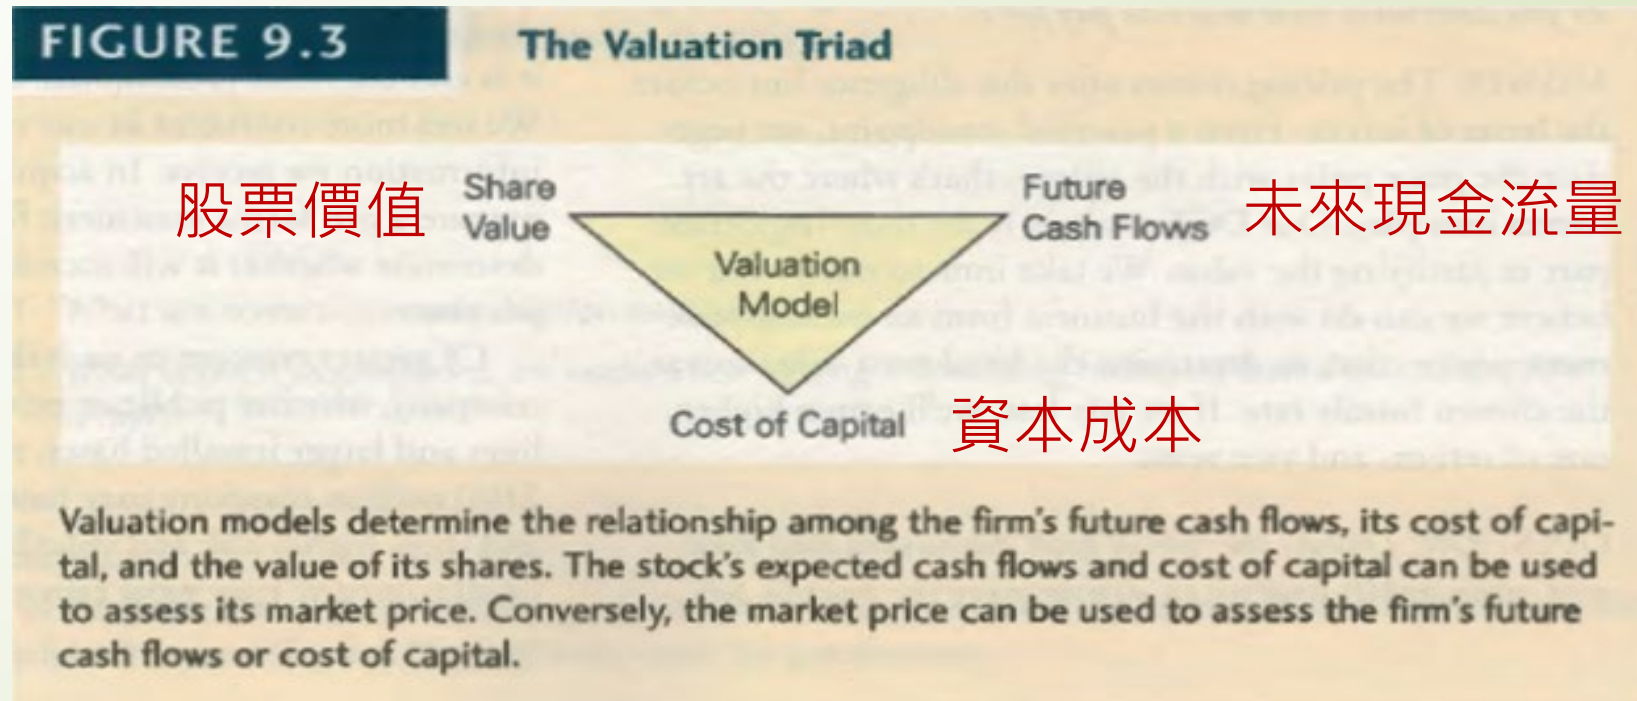 FIGURE 9.3 The Valuation Triad
股票價值 Share Value
Future Cash Flows 未來現金流量
Valuation Model
Cost of Capital 資本成本
Valuation models determine the relationship among the firm's future cash flows, its cost of capi-
tal, and the value of its shares. The stock's expected cash flows and cost of capital can be used
to assess its market price. Conversely, the market price can be used to assess the firm's future
cash flows or cost of capital.